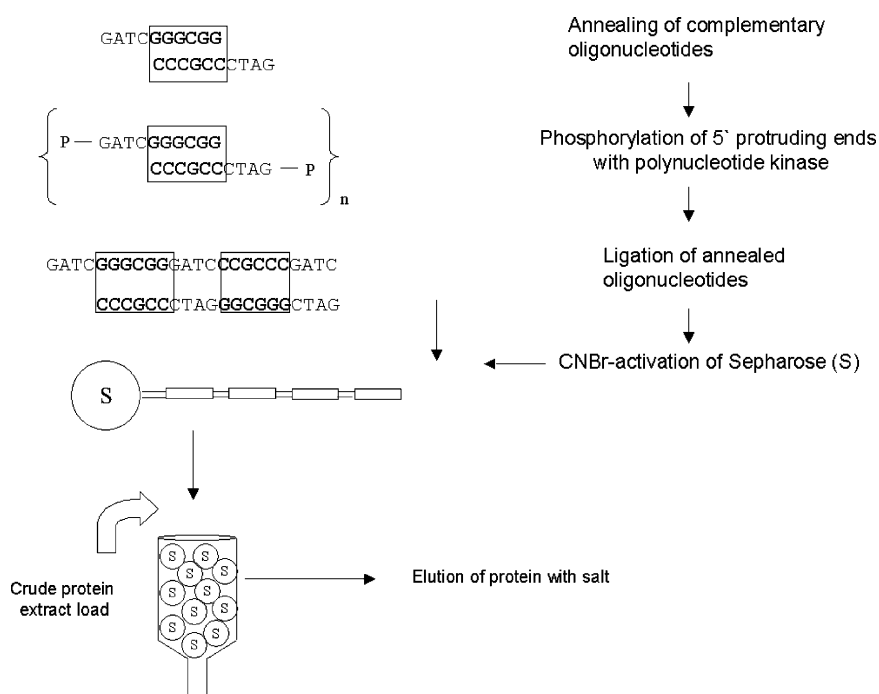 GATCGGGCGG
CCCGCCCTAG
P — GATCGGGCGG
CCCGCCCTAG — P
n
GATCGGGCGGGATCCCGCCCGATC
CCCGCCCTAGGGCGGGCTAG
S
Crude protein
extract load
S S
S S S
S S
S S
S S
S
Elution of protein with salt
Annealing of complementary
oligonucleotides
Phosphorylation of 5` protruding ends
with polynucleotide kinase
Ligation of annealed
oligonucleotides
CNBr-activation of Sepharose (S)